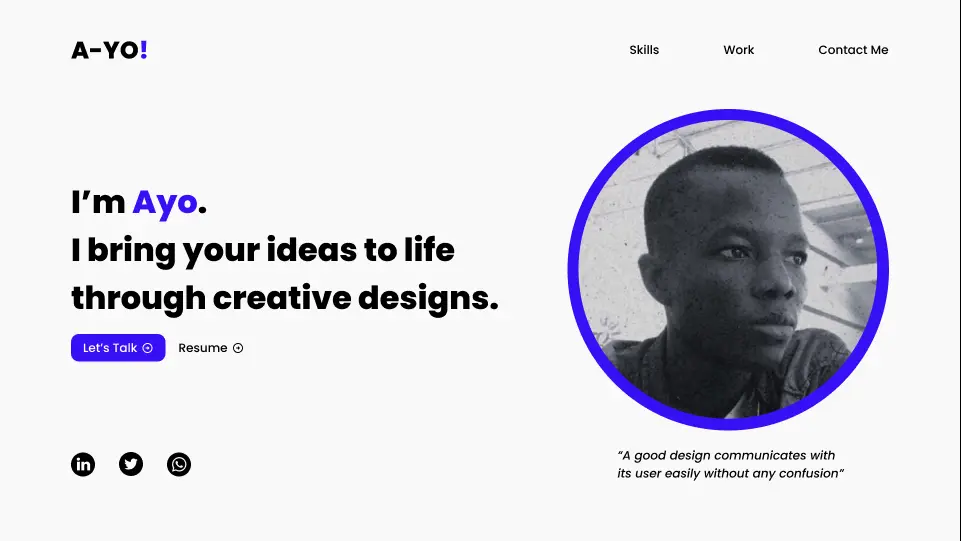 A-YO!
Skills
Work
Contact Me
I’m Ayo.
I bring your ideas to life
through creative designs.
Let’s Talk
Resume
“A good design communicates with
its user easily without any confusion”